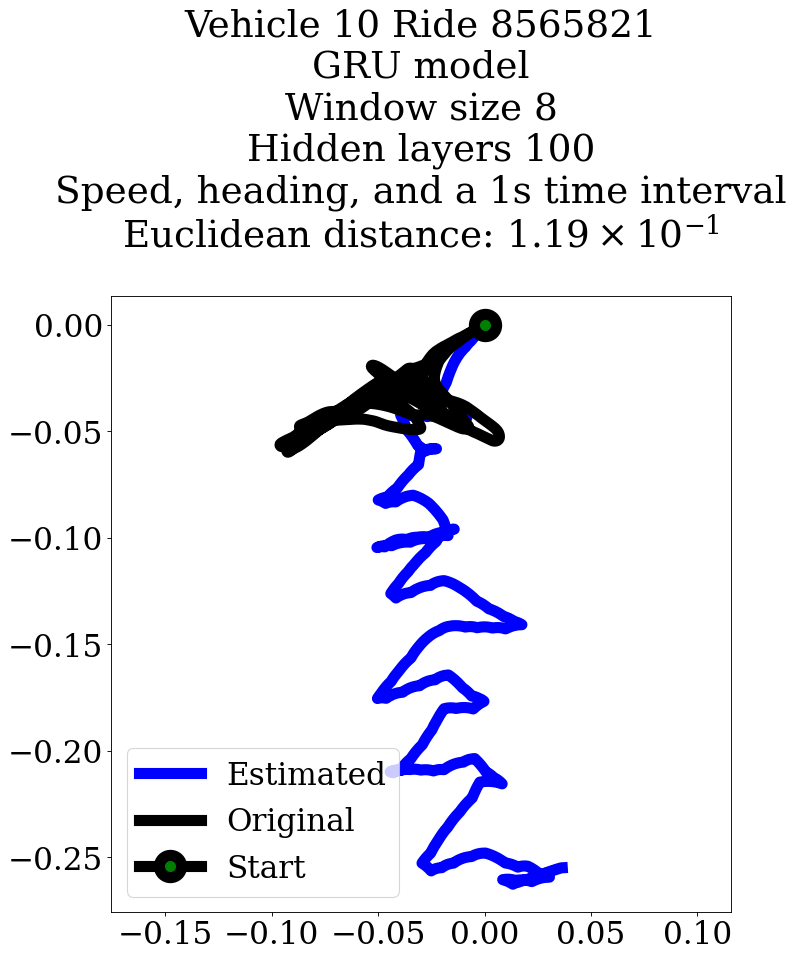 Vehicle 10 Ride 8565821
GRU model
Window size 8
Hidden layers 100
Speed, heading, and a 1s time interval
Euclidean distance: 1.19 × 10⁻¹
0.00
−0.05
−0.10
−0.15
−0.20
−0.25
Estimated
Original
Start
−0.15 −0.10 −0.05 0.00 0.05 0.10